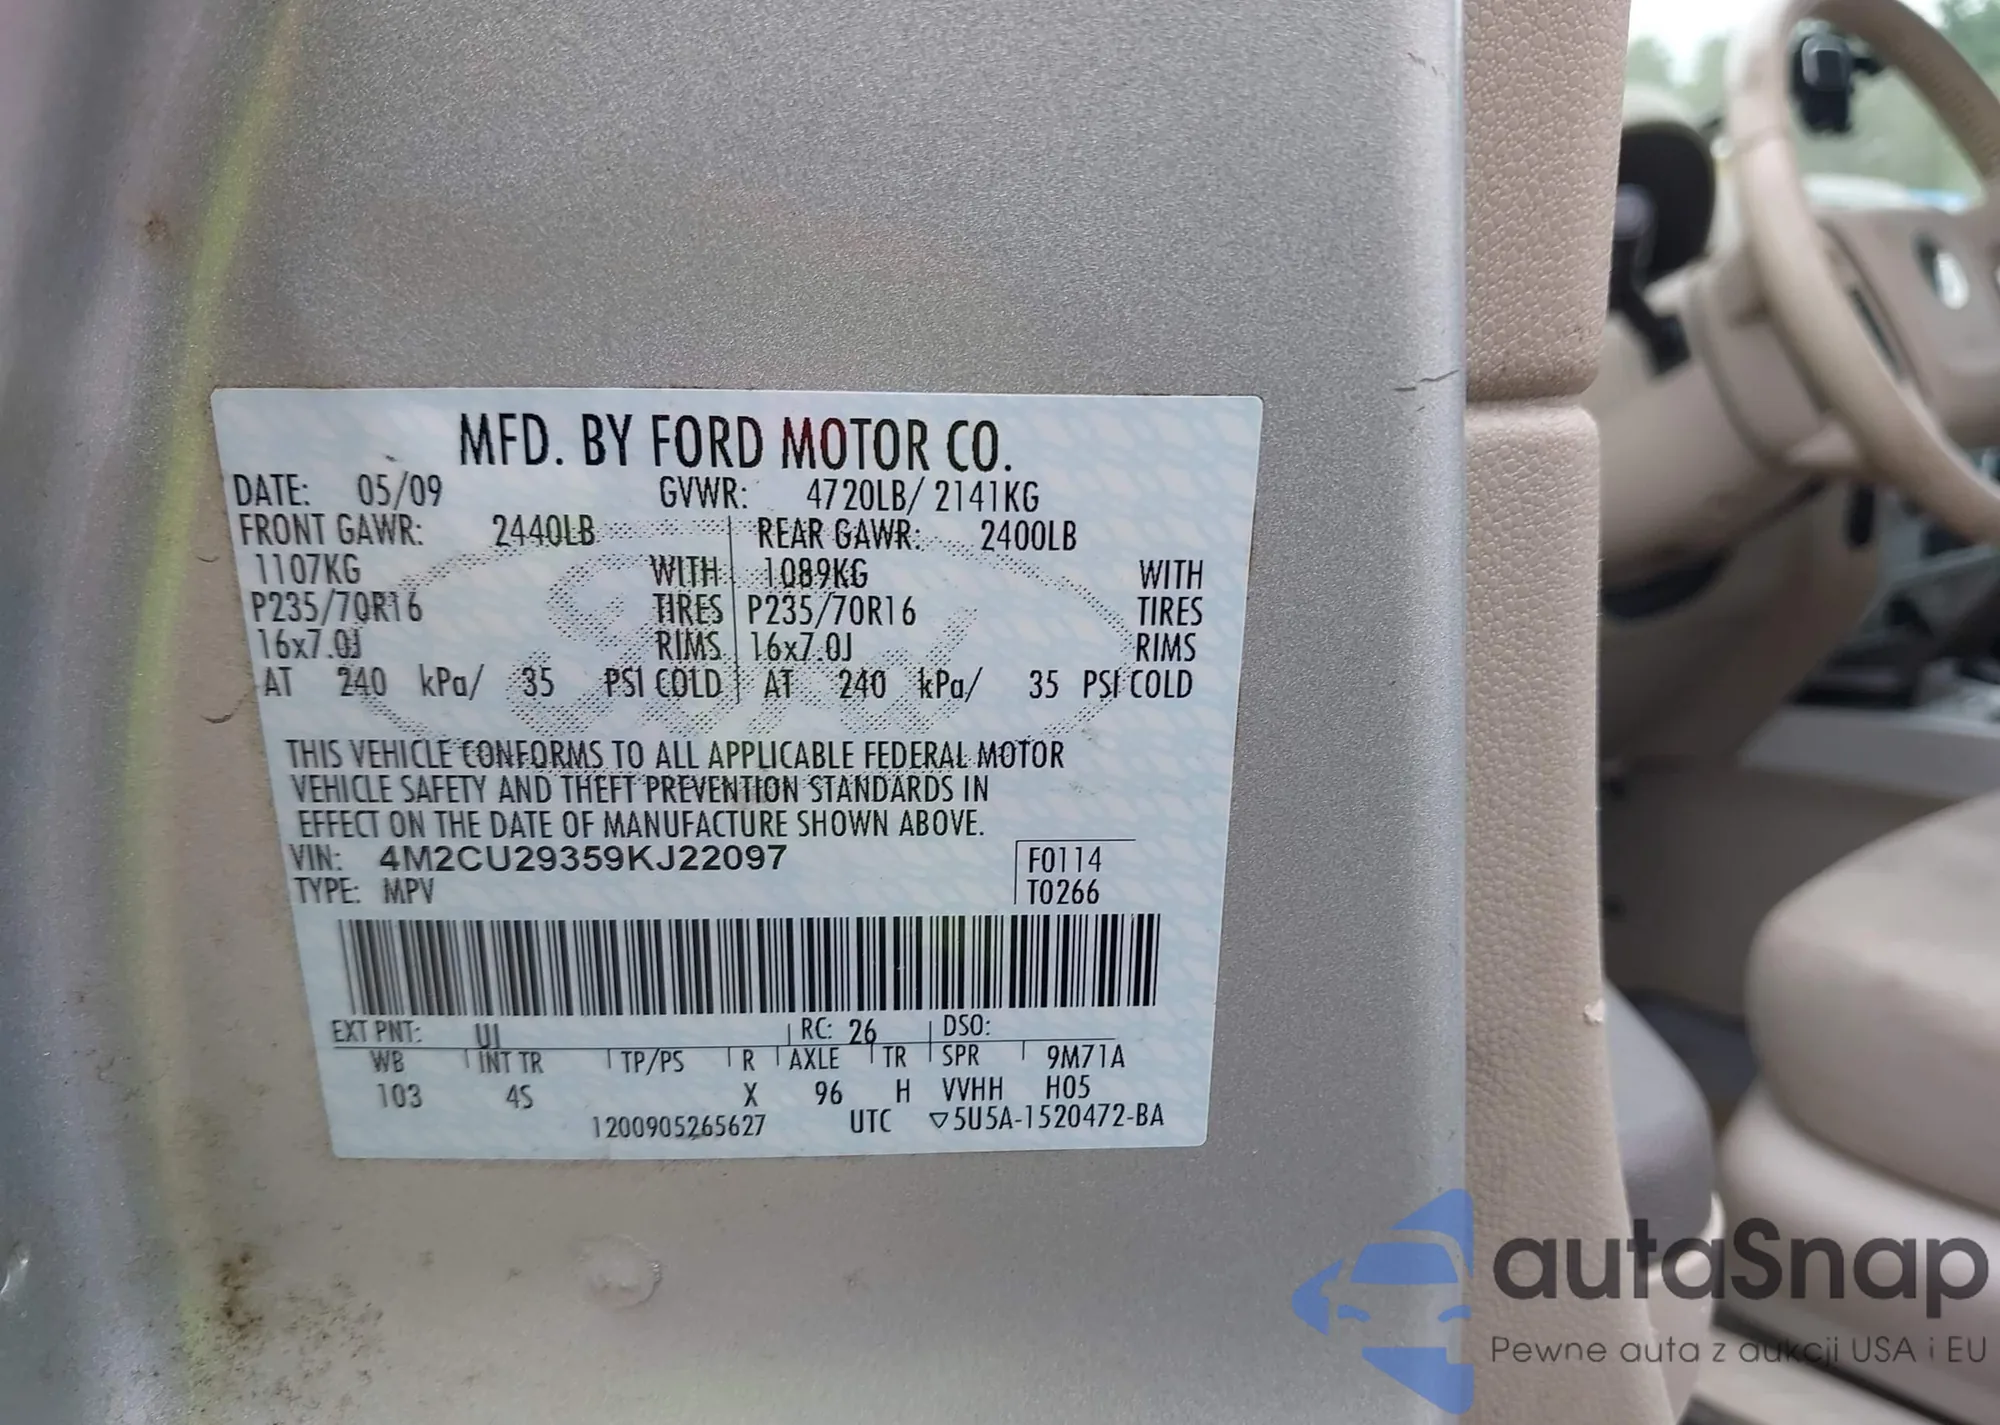 MFD. BY FORD MOTOR CO.
DATE: 05/09 GVWR: 4720LB/ 2141KG
FRONT GAWR: 2440LB REAR GAWR: 2400LB
1107KG WITH 1089KG WITH
P235/70R16 TIRES P235/70R16 TIRES
16x7.0J RIMS 16x7.0J RIMS
AT 240 kPa/ 35 PSI COLD AT 240 kPa/ 35 PSI COLD
THIS VEHICLE CONFORMS TO ALL APPLICABLE FEDERAL MOTOR
VEHICLE SAFETY AND THEFT PREVENTION STANDARDS IN
EFFECT ON THE DATE OF MANUFACTURE SHOWN ABOVE.
VIN: 4M2CU29359KJ22097 F0114
TYPE: MPV T0266
EXT PNT: UJ RC: 26 DSO:
WB INT TR TP/PS R AXLE TR SPR 9M71A
103 4S X 96 H VVHH H05
1200905265627 UTC ▽5U5A-1520472-BA
autaSnap
Pewne auta z aukcji USA i EU